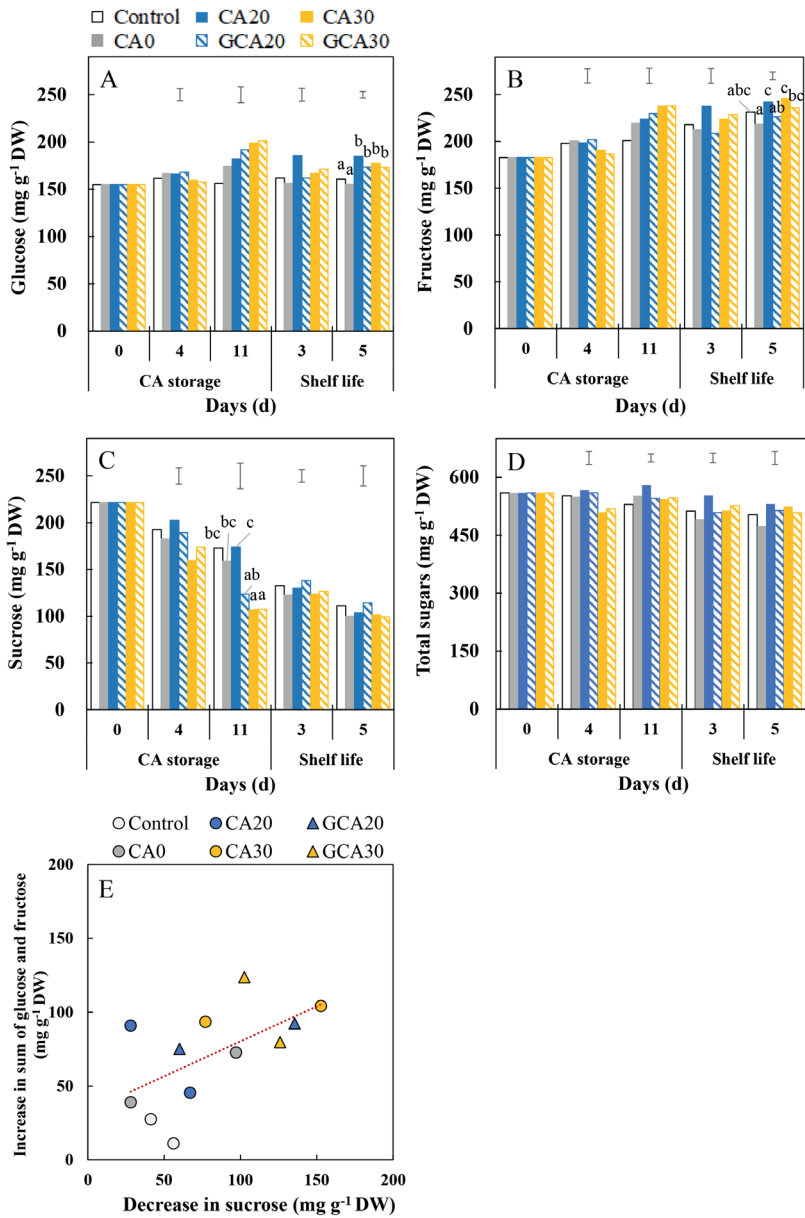 Control CA20 CA30
CA0 GCA20 GCA30
A
Glucose (mg g⁻¹ DW)
250
200
150
100
50
0
a a b b b b
0 4 11 3 5
CA storage Shelf life
Days (d)
B
Fructose (mg g⁻¹ DW)
250
200
150
100
50
0
abc a c ab c bc
0 4 11 3 5
CA storage Shelf life
Days (d)
C
Sucrose (mg g⁻¹ DW)
250
200
150
100
50
0
bc bc c ab a a
0 4 11 3 5
CA storage Shelf life
Days (d)
D
Total sugars (mg g⁻¹ DW)
600
450
300
150
0
0 4 11 3 5
CA storage Shelf life
Days (d)
Control CA20 GCA20
CA0 CA30 GCA30
E
Increase in sum of glucose and fructose
(mg g⁻¹ DW)
200
150
100
50
0
0 50 100 150 200
Decrease in sucrose (mg g⁻¹ DW)